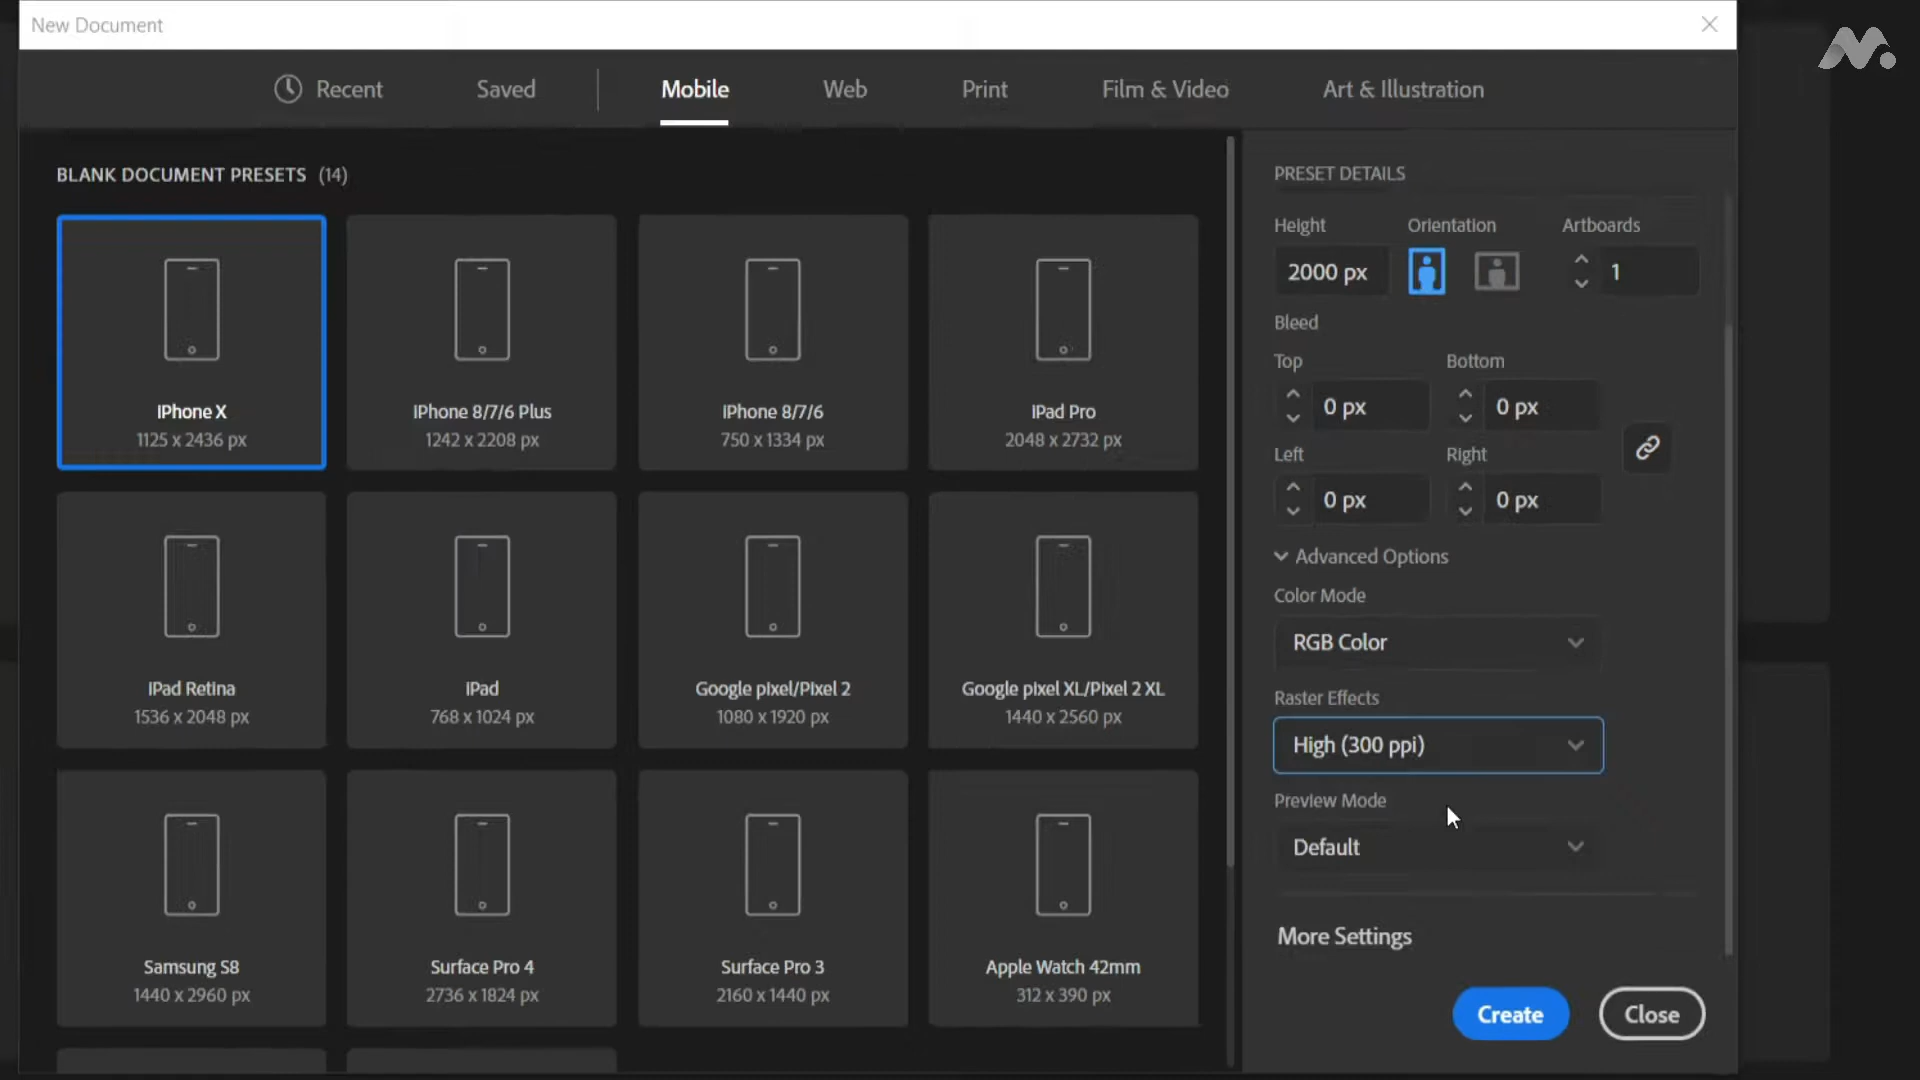 New Document
Recent
Saved
Mobile
Web
Print
Film & Video
Art & Illustration
BLANK DOCUMENT PRESETS (14)
iPhone X
1125 x 2436 px
iPhone 8/7/6 Plus
1242 x 2208 px
iPhone 8/7/6
750 x 1334 px
iPad Pro
2048 x 2732 px
iPad Retina
1536 x 2048 px
iPad
768 x 1024 px
Google pixel/Pixel 2
1080 x 1920 px
Google pixel XL/Pixel 2 XL
1440 x 2560 px
Samsung S8
1440 x 2960 px
Surface Pro 4
2736 x 1824 px
Surface Pro 3
2160 x 1440 px
Apple Watch 42mm
312 x 390 px
PRESET DETAILS
Height
Orientation
Artboards
2000 px
1
Bleed
Top
Bottom
0 px
0 px
Left
Right
0 px
0 px
Advanced Options
Color Mode
RGB Color
Raster Effects
High (300 ppi)
Preview Mode
Default
More Settings
Create
Close